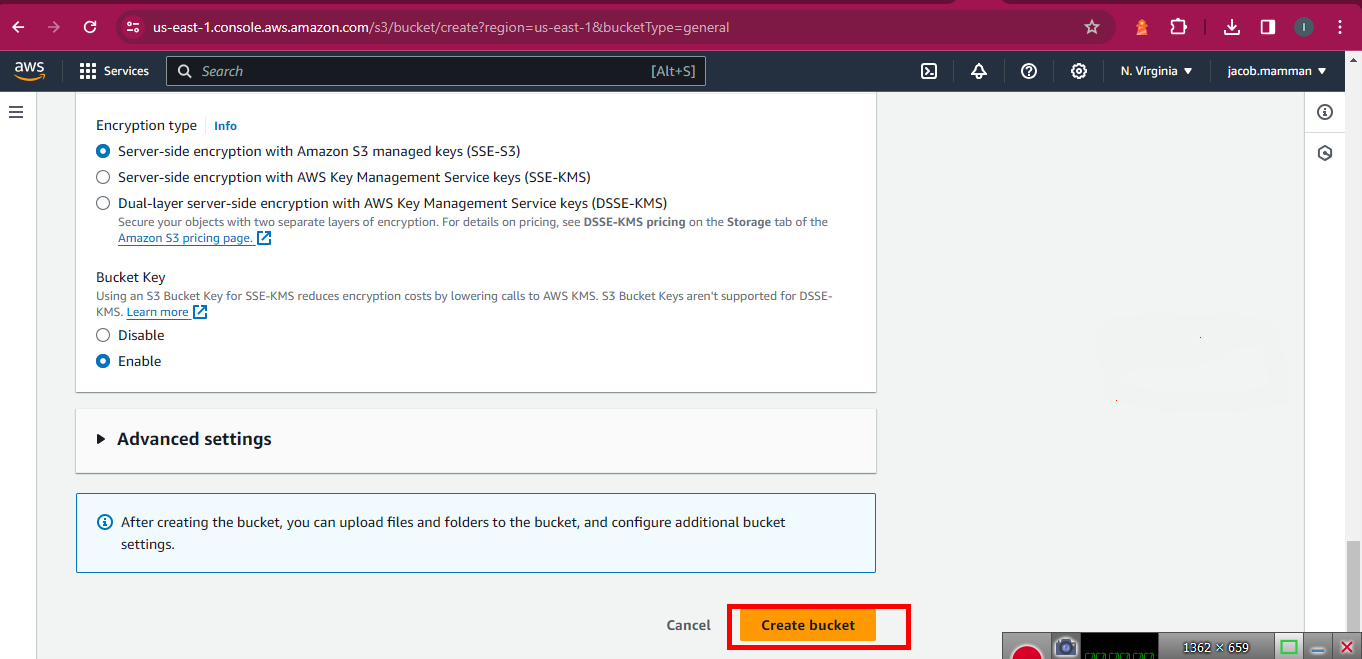 us-east-1.console.aws.amazon.com/s3/bucket/create?region=us-east-1&bucketType=general
I
aws
Services
Search
[Alt+S]
N. Virginia
jacob.mamman
Encryption type
Info
Server-side encryption with Amazon S3 managed keys (SSE-S3)
Server-side encryption with AWS Key Management Service keys (SSE-KMS)
Dual-layer server-side encryption with AWS Key Management Service keys (DSSE-KMS)
Secure your objects with two separate layers of encryption. For details on pricing, see DSSE-KMS pricing on the Storage tab of the
Amazon S3 pricing page.
Bucket Key
Using an S3 Bucket Key for SSE-KMS reduces encryption costs by lowering calls to AWS KMS. S3 Bucket Keys aren't supported for DSSE-
KMS. Learn more
Disable
Enable
Advanced settings
After creating the bucket, you can upload files and folders to the bucket, and configure additional bucket
settings.
Cancel
Create bucket
1362 × 659